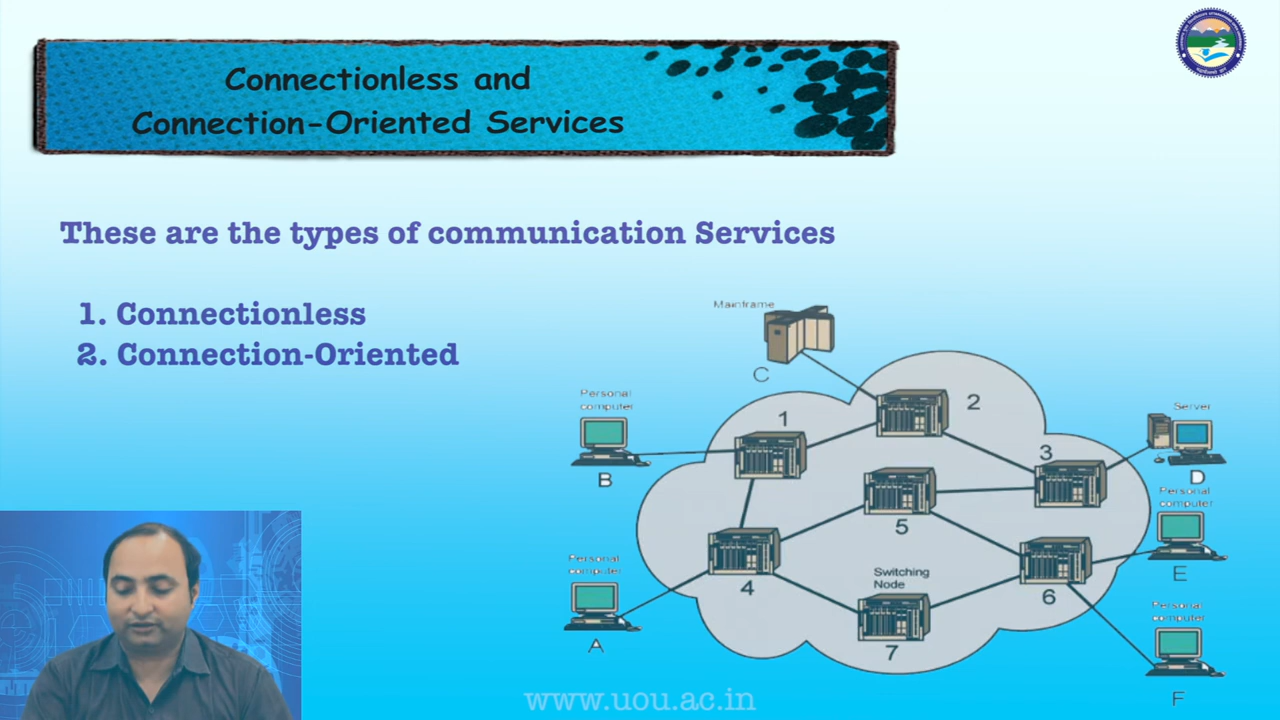 Connectionless and
Connection-Oriented Services
These are the types of communication Services
1. Connectionless
2. Connection-Oriented
Mainframe
C
2
Personal
computer
1
B
3
Server
D
Personal
computer
5
E
Personal
computer
4
A
Switching
Node
7
6
Personal
computer
F
www.uou.ac.in